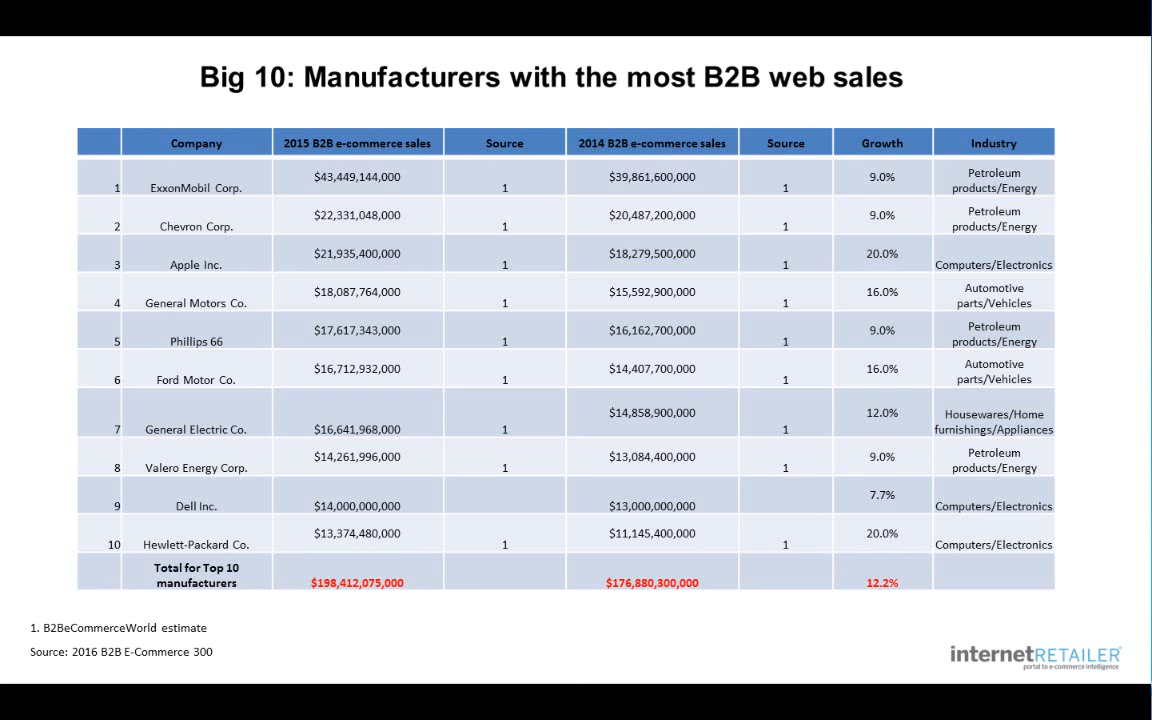 Big 10: Manufacturers with the most B2B web sales
Company 2015 B2B e-commerce sales Source 2014 B2B e-commerce sales Source Growth Industry
1 ExxonMobil Corp. $43,449,144,000 1 $39,861,600,000 1 9.0% Petroleum
products/Energy
2 Chevron Corp. $22,331,048,000 1 $20,487,200,000 1 9.0% Petroleum
products/Energy
3 Apple Inc. $21,935,400,000 1 $18,279,500,000 1 20.0% Computers/Electronics
4 General Motors Co. $18,087,764,000 1 $15,592,900,000 1 16.0% Automotive
parts/Vehicles
5 Phillips 66 $17,617,343,000 1 $16,162,700,000 1 9.0% Petroleum
products/Energy
6 Ford Motor Co. $16,712,932,000 1 $14,407,700,000 1 16.0% Automotive
parts/Vehicles
7 General Electric Co. $16,641,968,000 1 $14,858,900,000 1 12.0% Housewares/Home
furnishings/Appliances
8 Valero Energy Corp. $14,261,996,000 1 $13,084,400,000 1 9.0% Petroleum
products/Energy
9 Dell Inc. $14,000,000,000 $13,000,000,000 7.7% Computers/Electronics
10 Hewlett-Packard Co. $13,374,480,000 1 $11,145,400,000 1 20.0% Computers/Electronics
Total for Top 10
manufacturers $198,412,075,000 $176,880,300,000 12.2%
1. B2BeCommerceWorld estimate
Source: 2016 B2B E-Commerce 300
internetRETAILER
portal to e-commerce intelligence